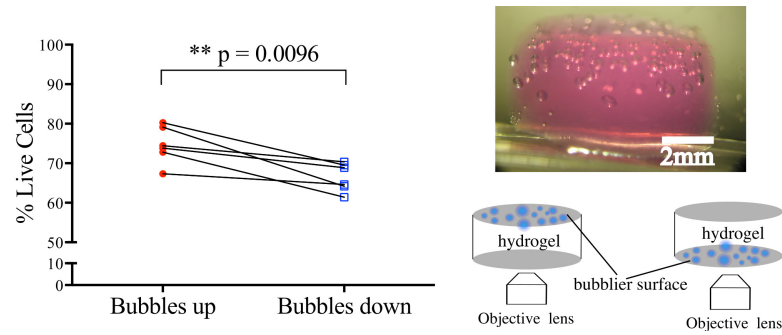 ** p = 0.0096
% Live Cells
100
90
80
70
60
50
10
0
Bubbles up
Bubbles down
2mm
hydrogel
hydrogel
bubblier surface
Objective lens
Objective lens